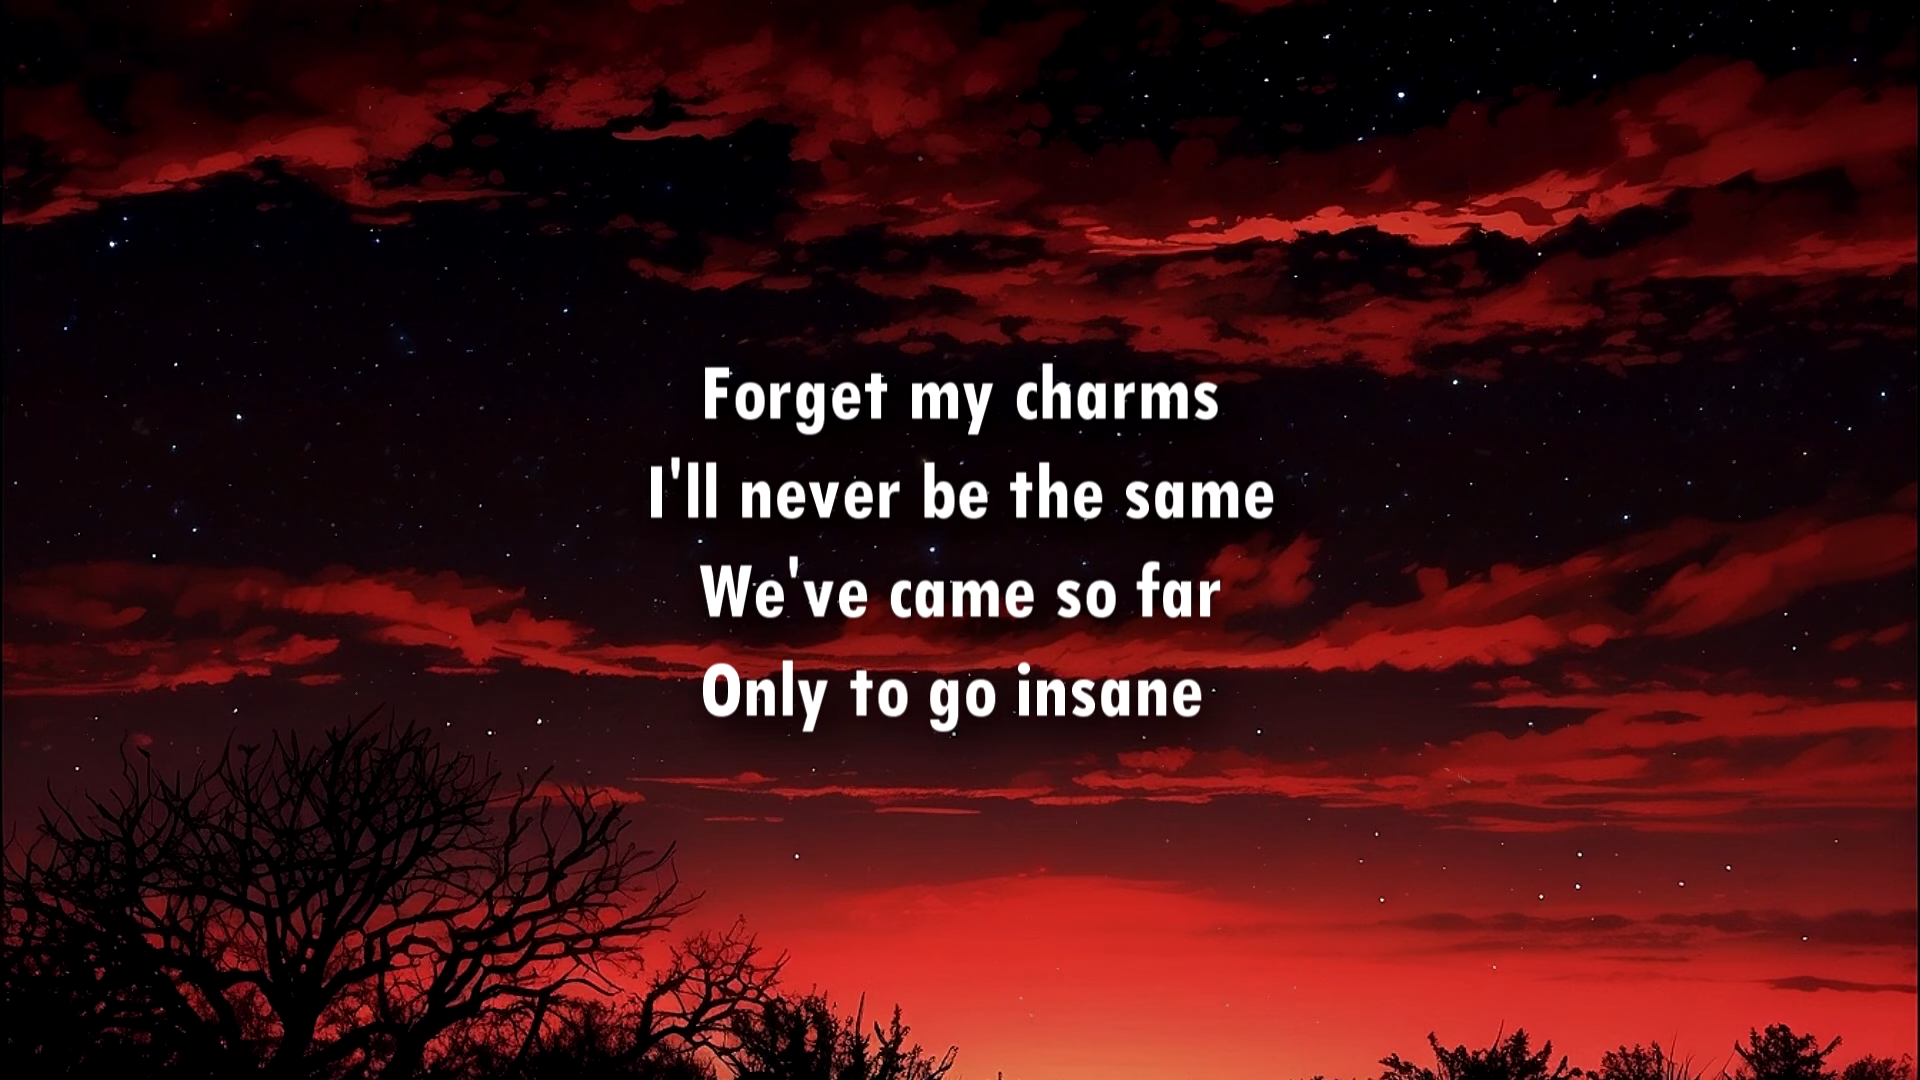 Forget my charms
I'll never be the same
We've came so far
Only to go insane